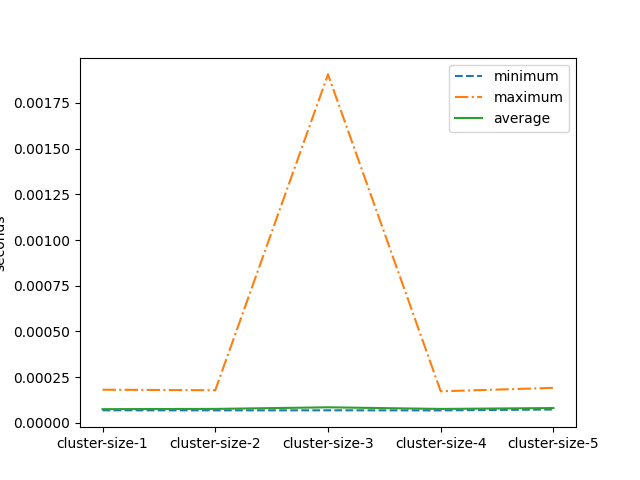 minimum
maximum
average
0.00175
0.00150
0.00125
0.00100
0.00075
0.00050
0.00025
0.00000
seconds
cluster-size-1 cluster-size-2 cluster-size-3 cluster-size-4 cluster-size-5